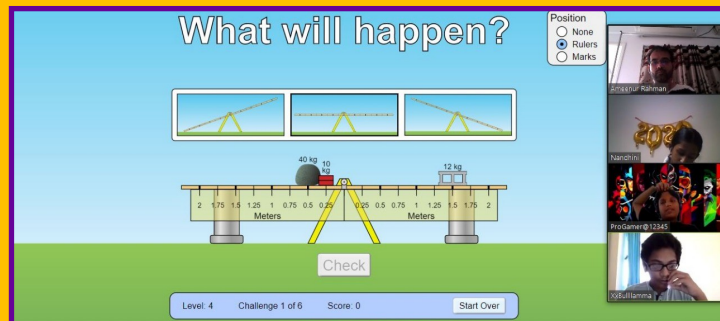 What will happen?
Position
None
Rulers
Marks
Ameenur Rahman
40 kg
10
kg
12 kg
2 1.75 1.5 1.25 1 0.75 0.5 0.25 0.25 0.5 0.75 1 1.25 1.5 1.75 2
Meters Meters
Nandhini
ProGamer@12345
Check
Level: 4 Challenge 1 of 6 Score: 0 Start Over